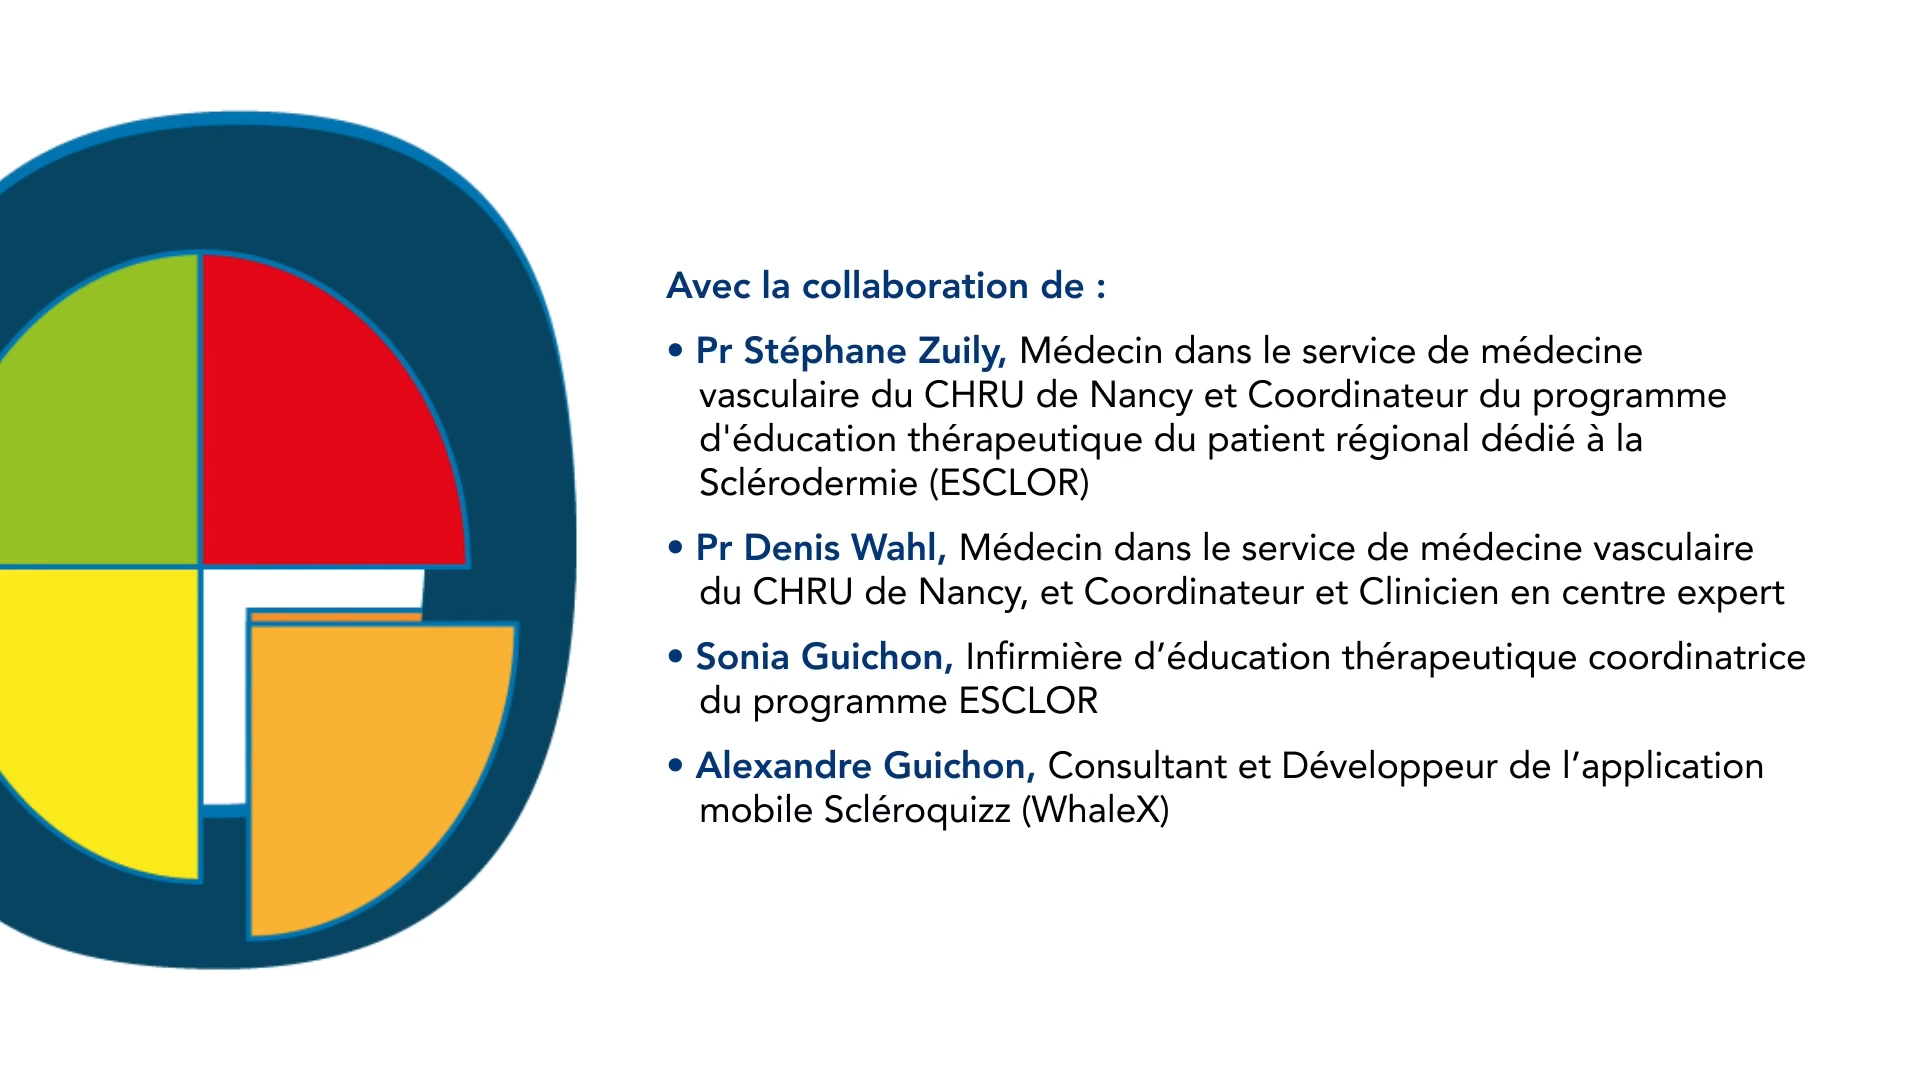 Avec la collaboration de :
• Pr Stéphane Zuily, Médecin dans le service de médecine
vasculaire du CHRU de Nancy et Coordinateur du programme
d'éducation thérapeutique du patient régional dédié à la
Sclérodermie (ESCLOR)
• Pr Denis Wahl, Médecin dans le service de médecine vasculaire
du CHRU de Nancy, et Coordinateur et Clinicien en centre expert
• Sonia Guichon, Infirmière d’éducation thérapeutique coordinatrice
du programme ESCLOR
• Alexandre Guichon, Consultant et Développeur de l’application
mobile Scléroquizz (WhaleX)